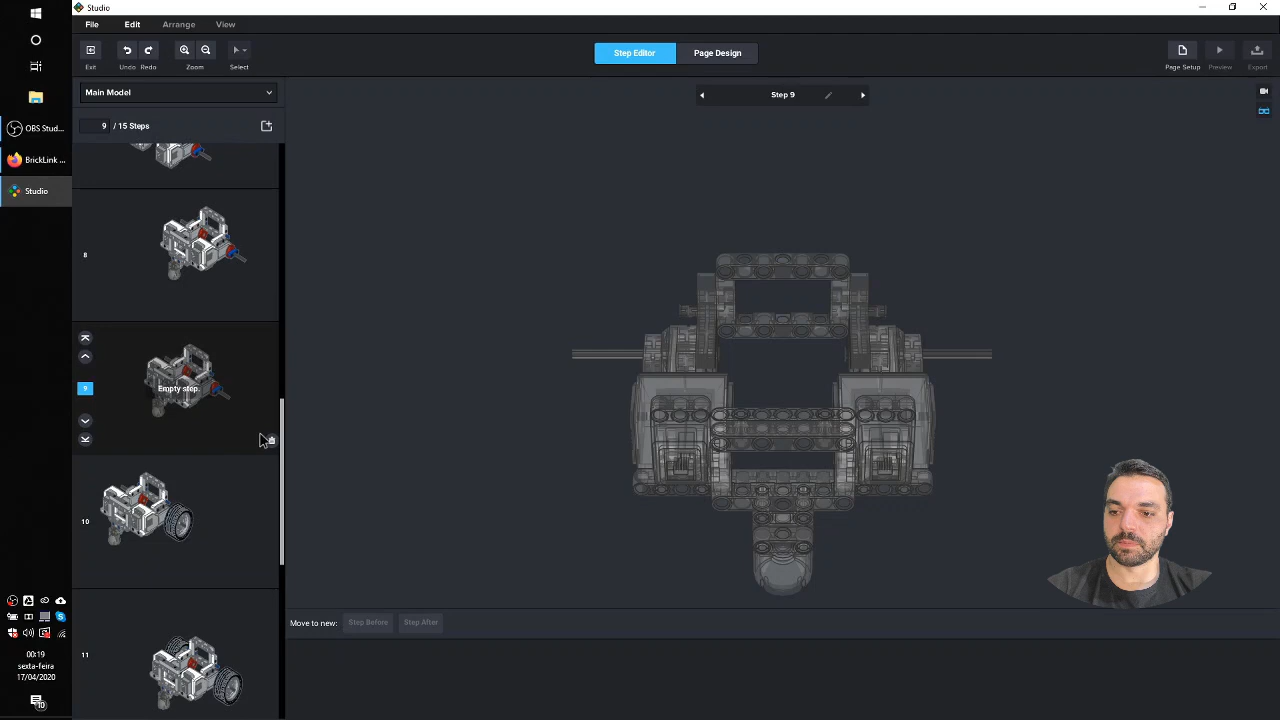 Studio
File Edit Arrange View
Exit Undo Redo Zoom Select
Step Editor Page Design
Page Setup Preview Export
Main Model
9 / 15 Steps
Step 9
OBS Stud...
BrickLink ...
Studio
8
9
Empty step.
10
11
Move to new: Step Before Step After
00:19
sexta-feira
17/04/2020
10